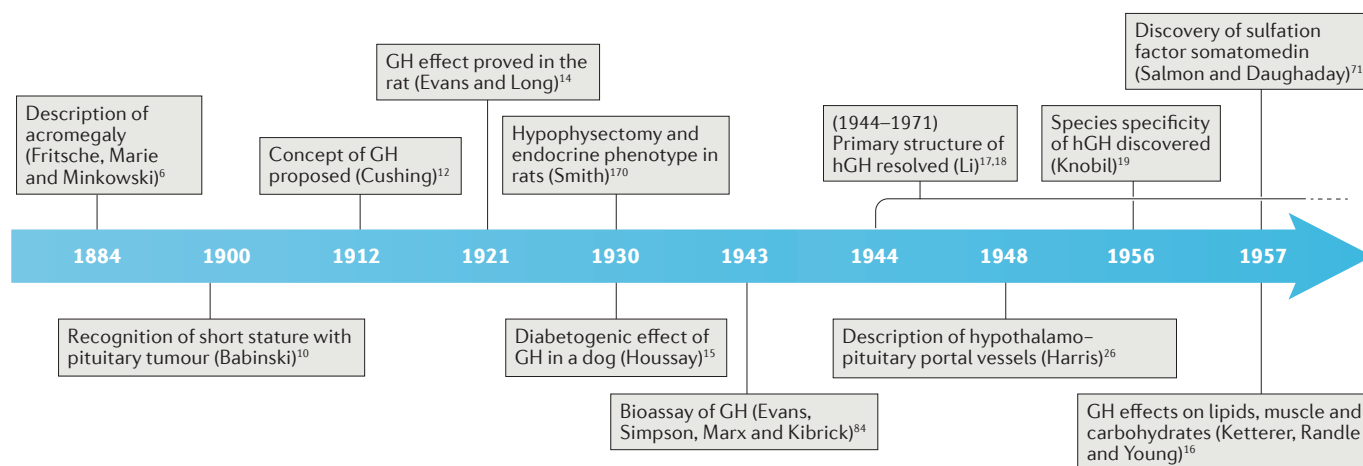 Description of
acromegaly
(Fritsche, Marie
and Minkowski)⁶
Concept of GH
proposed (Cushing)¹²
GH effect proved in the
rat (Evans and Long)¹⁴
Hypophysectomy and
endocrine phenotype in
rats (Smith)¹⁷⁰
(1944–1971)
Primary structure of
hGH resolved (Li)¹⁷,¹⁸
Species specificity
of hGH discovered
(Knobil)¹⁹
Discovery of sulfation
factor somatomedin
(Salmon and Daughaday)⁷¹
1884 1900 1912 1921 1930 1943 1944 1948 1956 1957
Recognition of short stature with
pituitary tumour (Babinski)¹⁰
Diabetogenic effect of
GH in a dog (Houssay)¹⁵
Bioassay of GH (Evans,
Simpson, Marx and Kibrick)⁸⁴
Description of hypothalamo–
pituitary portal vessels (Harris)²⁶
GH effects on lipids, muscle and
carbohydrates (Ketterer, Randle
and Young)¹⁶